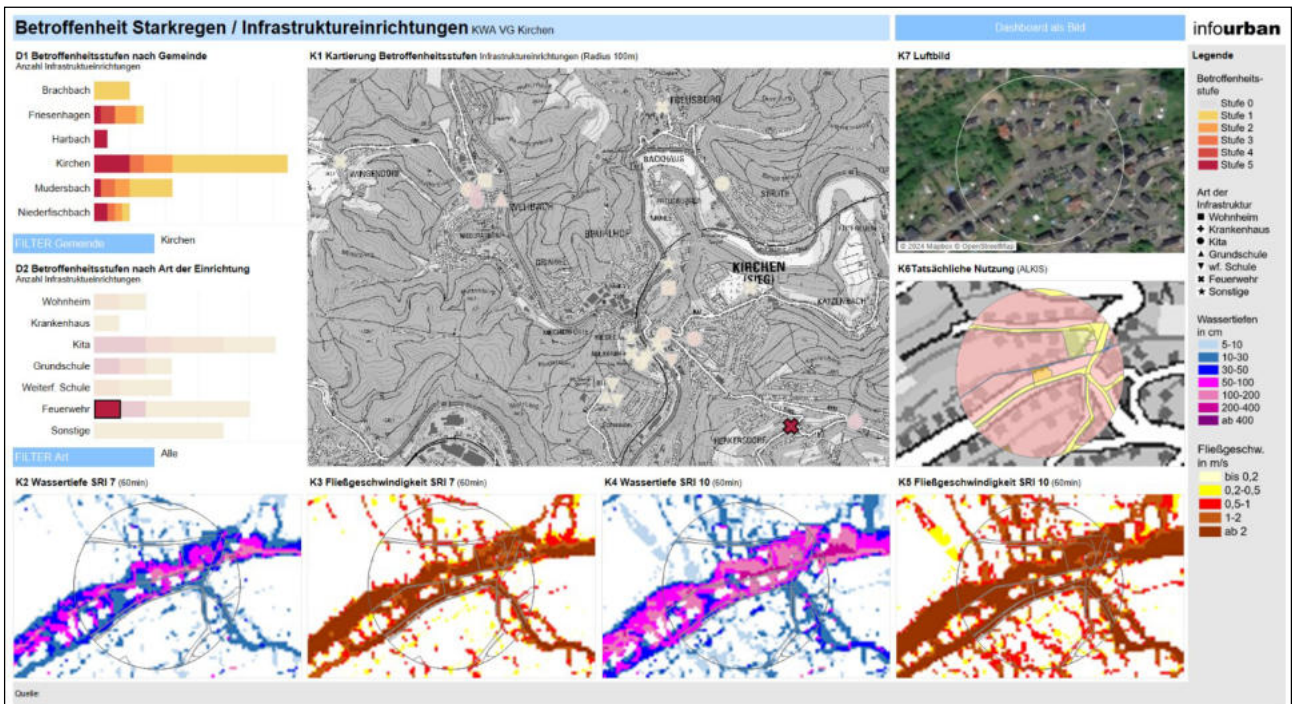 Betroffenheit Starkregen / Infrastruktureinrichtungen KWA VG Kirchen
Dashboard als Bild
infourban
D1 Betroffenheitsstufen nach Gemeinde
Anzahl Infrastruktureinrichtungen
Brachbach
Friesenhagen
Harbach
Kirchen
Mudersbach
Niederfischbach
FILTER Gemeinde
Kirchen
D2 Betroffenheitsstufen nach Art der Einrichtung
Anzahl Infrastruktureinrichtungen
Wohnheim
Krankenhaus
Kita
Grundschule
Weiterf. Schule
Feuerwehr
Sonstige
FILTER Art
Alle
K1 Kartierung Betroffenheitsstufen Infrastruktureinrichtungen (Radius 100m)
WINGENDORF
WEHBACH
BRÜHLHOF
STRUTH
KIRCHEN
(SIEG)
KATZENBACH
K7 Luftbild
© 2024 Mapbox © OpenStreetMap
K6Tatsächliche Nutzung (ALKIS)
Legende
Betroffenheits-
stufe
Stufe 0
Stufe 1
Stufe 2
Stufe 3
Stufe 4
Stufe 5
Art der
Infrastruktur
Wohnheim
Krankenhaus
Kita
Grundschule
wf. Schule
Feuerwehr
Sonstige
Wassertiefen
in cm
5-10
10-30
30-50
50-100
100-200
200-400
ab 400
Fließgeschw.
in m/s
bis 0,2
0,2-0,5
0,5-1
1-2
ab 2
K2 Wassertiefe SRI 7 (60min)
K3 Fließgeschwindigkeit SRI 7 (60min)
K4 Wassertiefe SRI 10 (60min)
K5 Fließgeschwindigkeit SRI 10 (60min)
Quelle: